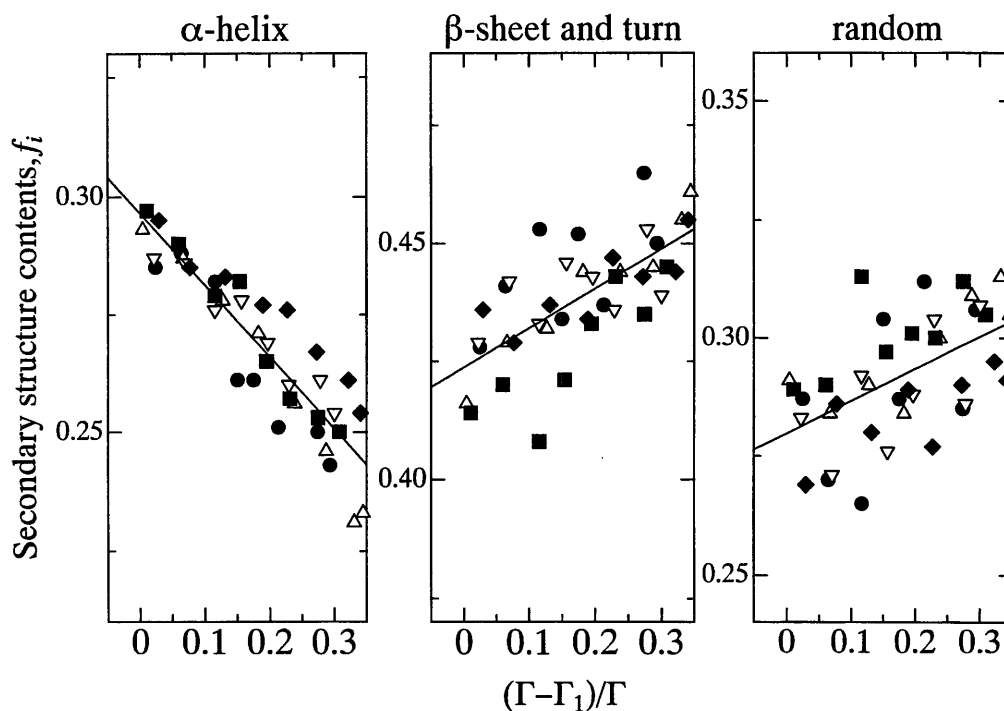 α-helix
β-sheet and turn
random
Secondary structure contents, f_i
0.30
0.25
0.45
0.40
0.35
0.30
0.25
0 0.1 0.2 0.3
0 0.1 0.2 0.3
0 0.1 0.2 0.3
(Γ−Γ₁)/Γ